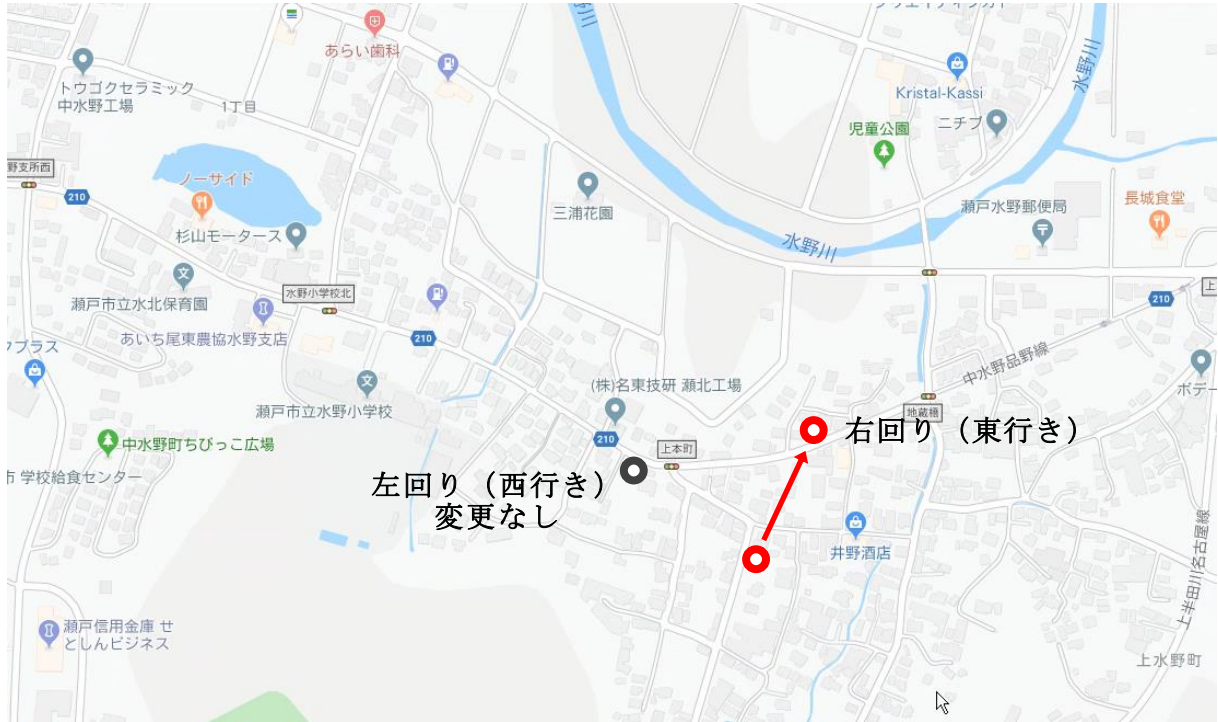 あらい歯科
トウゴクセラミック
中水野工場
1丁目
水野川
Kristal-Kassi
児童公園
ニチブ
野支所西
210
ノーサイド
杉山モータース
三浦花園
瀬戸水野郵便局
長城食堂
水野川
瀬戸市立水北保育園
水野小学校北
あいち尾東農協水野支店
210
210
上
中水野品野線
クプラス
瀬戸市立水野小学校
(株)名東技研 瀬北工場
ボデー
地蔵橋
中水野町ちびっこ広場
210
上本町
右回り（東行き）
市 学校給食センター
左回り（西行き）
変更なし
井野酒店
上半田川名古屋線
瀬戸信用金庫 せ
としんビジネス
上水野町